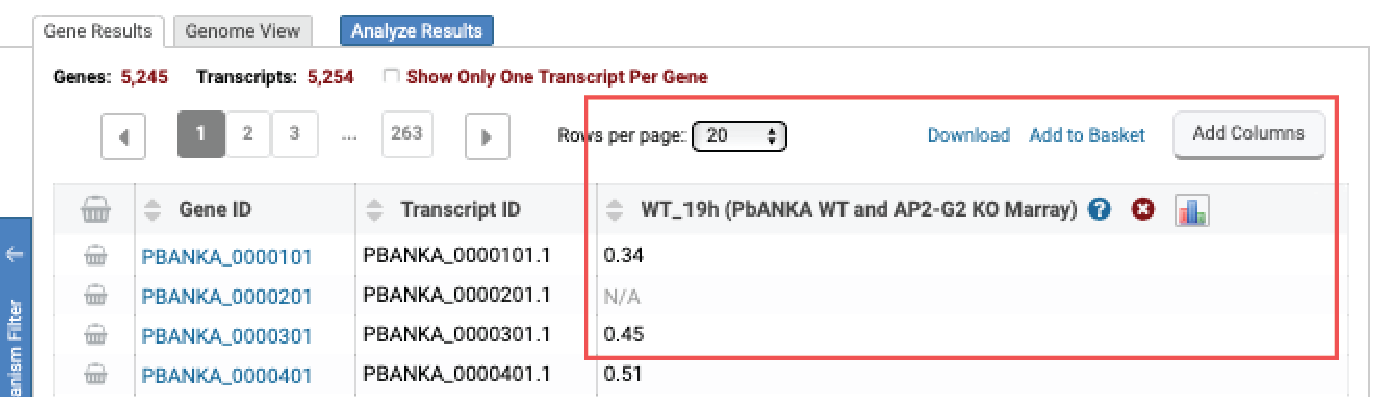 Gene Results Genome View Analyze Results
Genes: 5,245 Transcripts: 5,254 Show Only One Transcript Per Gene
1 2 3 ... 263 Rows per page: 20 Download Add to Basket Add Columns
Gene ID Transcript ID WT_19h (PbANKA WT and AP2-G2 KO Marray) ?
PBANKA_0000101 PBANKA_0000101.1 0.34
PBANKA_0000201 PBANKA_0000201.1 N/A
PBANKA_0000301 PBANKA_0000301.1 0.45
PBANKA_0000401 PBANKA_0000401.1 0.51
Filter